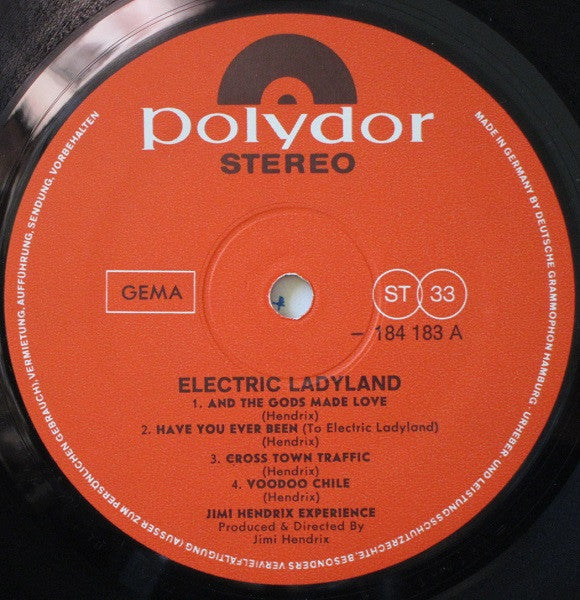 polydor
STEREO
GEMA
ST 33
– 184 183 A
ELECTRIC LADYLAND
1. AND THE GODS MADE LOVE
(Hendrix)
2. HAVE YOU EVER BEEN (To Electric Ladyland)
(Hendrix)
3. CROSS TOWN TRAFFIC
(Hendrix)
4. VOODOO CHILE
(Hendrix)
JIMI HENDRIX EXPERIENCE
Produced & Directed By
Jimi Hendrix
MADE IN GERMANY BY DEUTSCHE GRAMMOPHON HAMBURG · URHEBER- UND LEISTUNGSSCHUTZRECHTE, BESONDERS VERVIELFÄLTIGUNG (AUSSER ZUM PERSÖNLICHEN GEBRAUCH), VERMIETUNG, AUFFÜHRUNG, SENDUNG, VORBEHALTEN